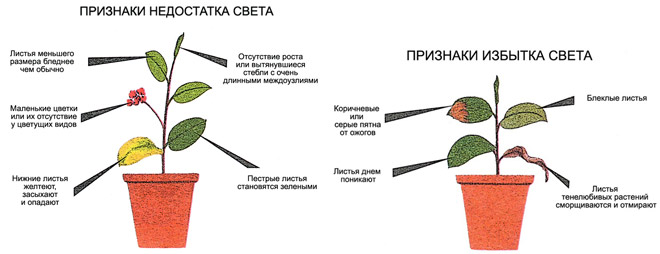 ПРИЗНАКИ НЕДОСТАТКА СВЕТА
Листья меньшего
размера бледнее
чем обычно
Отсутствие роста
или вытянувшиеся
стебли с очень
длинными междоузлиями
Маленькие цветки
или их отсутствие
у цветущих видов
Нижние листья
желтеют,
засыхают
и опадают
Пестрые листья
становятся зелеными
ПРИЗНАКИ ИЗБЫТКА СВЕТА
Коричневые
или
серые пятна
от ожогов
Блеклые листья
Листья днем
поникают
Листья
тенелюбивых растений
сморщиваются и отмирают